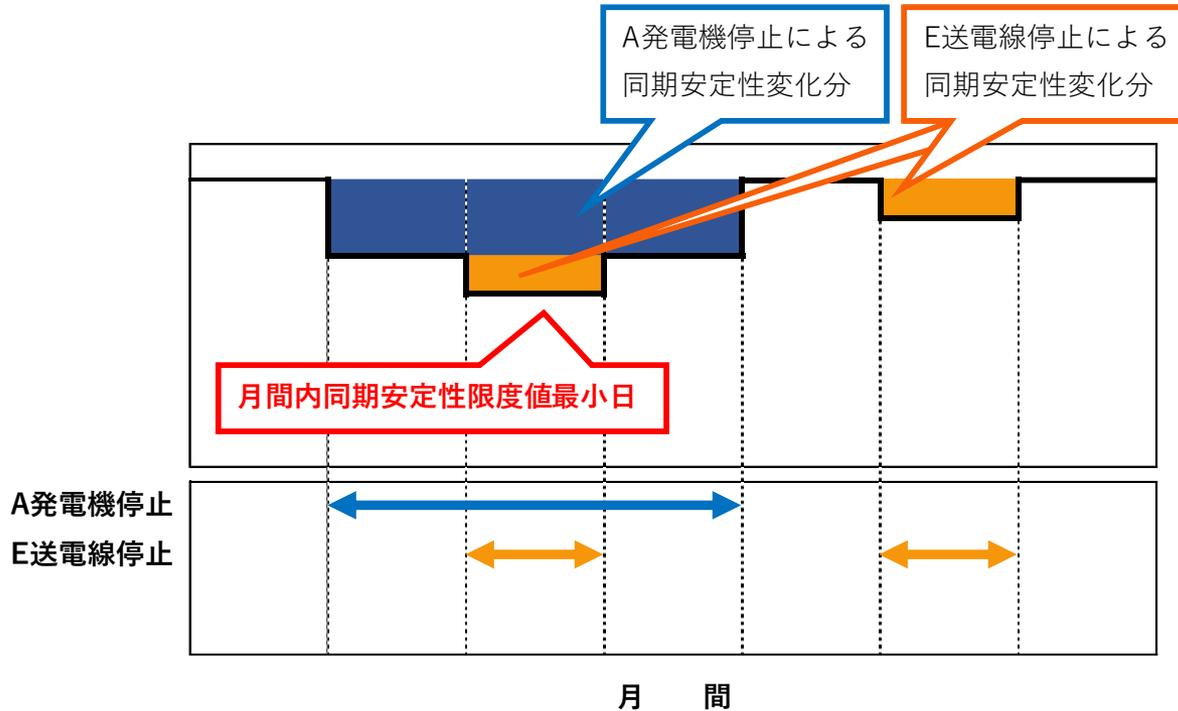 A発電機停止による
同期安定性変化分
E送電線停止による
同期安定性変化分
月間内同期安定性限度値最小日
A発電機停止
E送電線停止
月 間